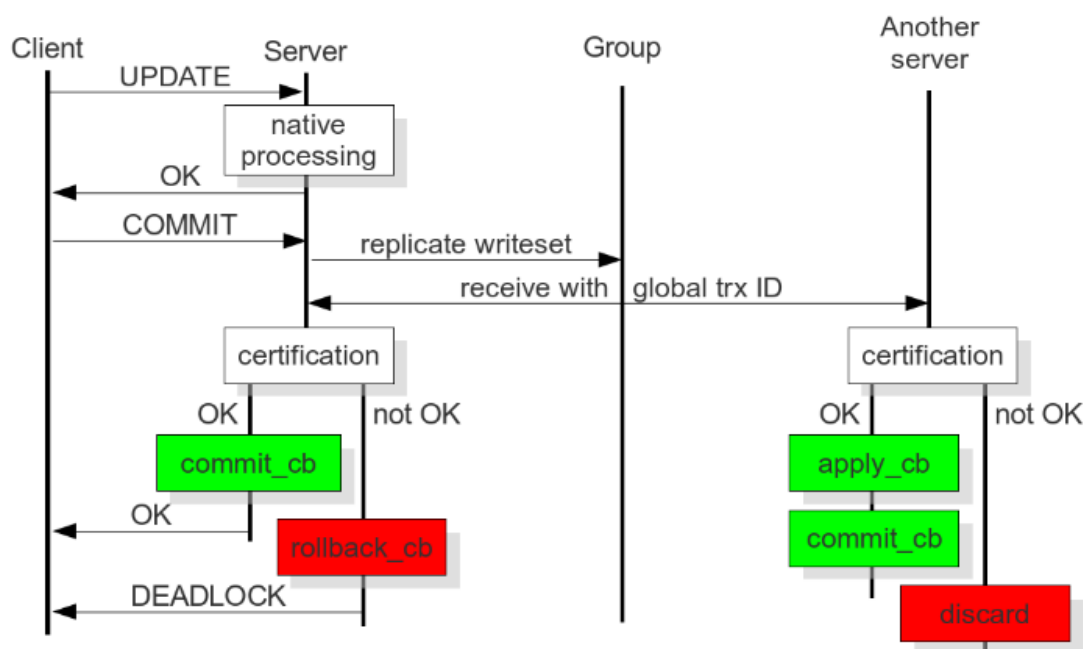 Client
Server
Group
Another
server
UPDATE
native
processing
OK
COMMIT
replicate writeset
receive with global trx ID
certification
certification
OK
not OK
OK
not OK
commit_cb
apply_cb
OK
rollback_cb
commit_cb
DEADLOCK
discard